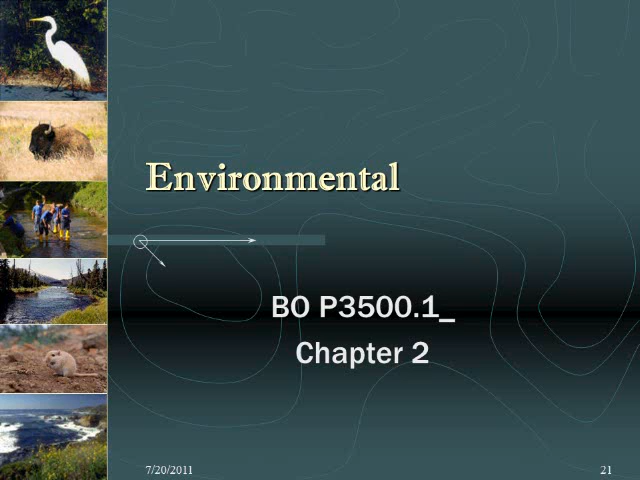 Environmental
BO P3500.1_
Chapter 2
7/20/2011
21